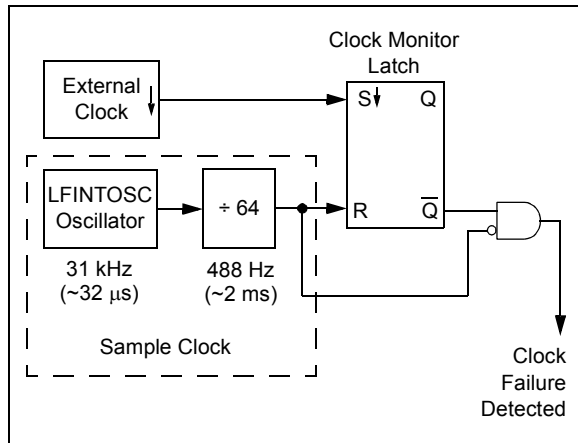 Clock Monitor
Latch
External
Clock
S
Q
LFINTOSC
Oscillator
÷ 64
R
Q̅
31 kHz
(~32 μs)
488 Hz
(~2 ms)
Sample Clock
Clock
Failure
Detected